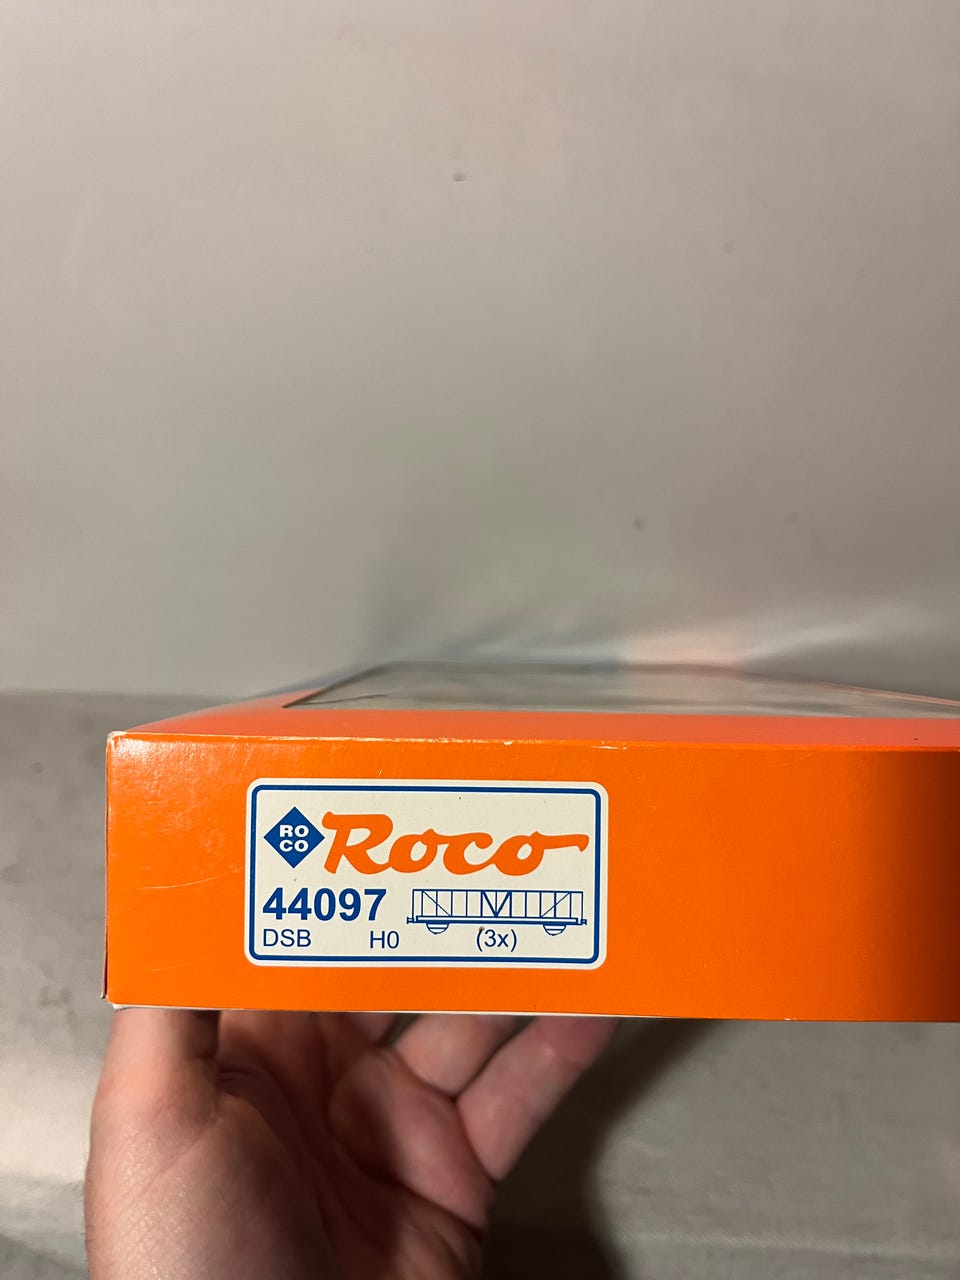 RO
CO
Roco
44097
DSB H0 (3x)